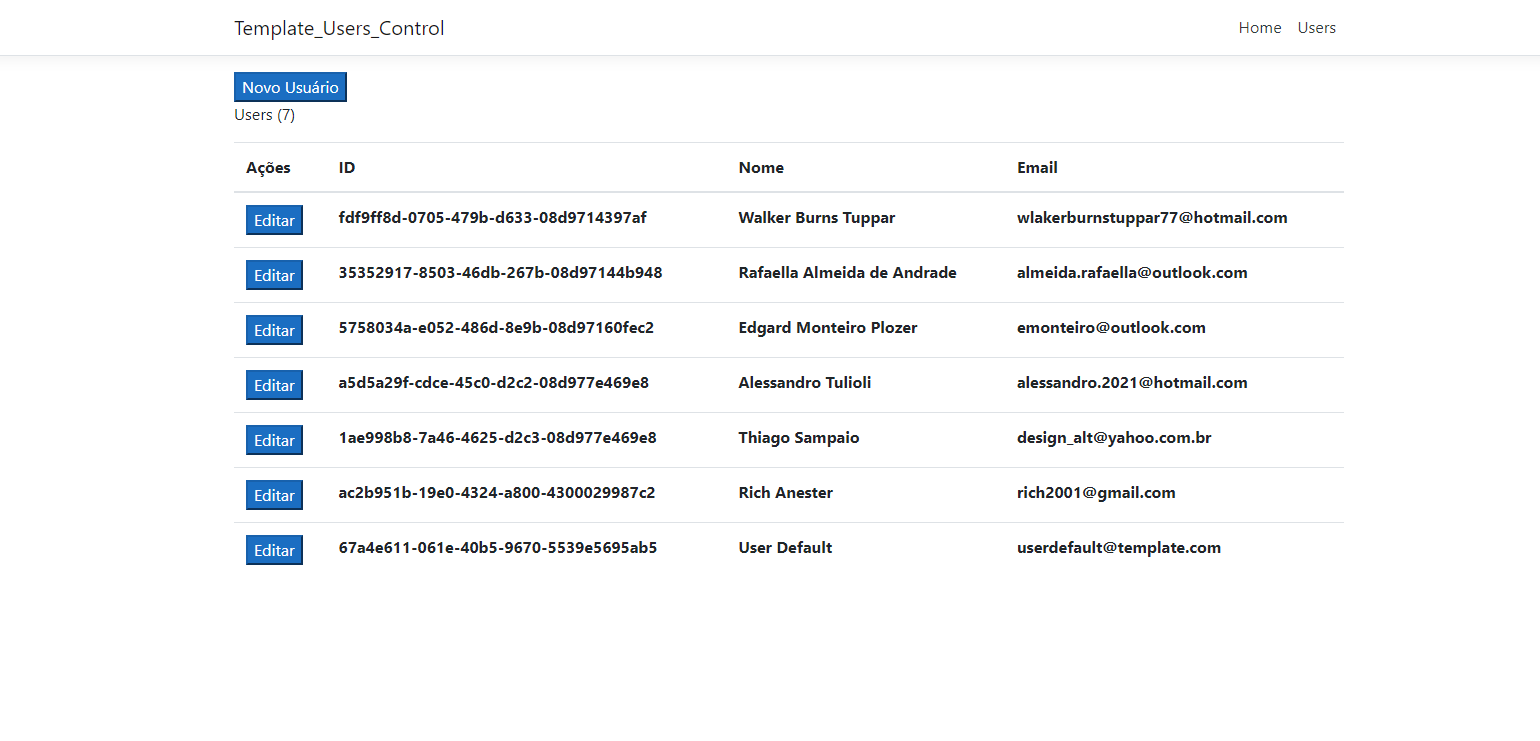 Template_Users_Control Home Users
Novo Usuário
Users (7)
Ações ID Nome Email
Editar fdf9ff8d-0705-479b-d633-08d9714397af Walker Burns Tuppar wlakerburnstuppar77@hotmail.com
Editar 35352917-8503-46db-267b-08d97144b948 Rafaella Almeida de Andrade almeida.rafaella@outlook.com
Editar 5758034a-e052-486d-8e9b-08d97160fec2 Edgard Monteiro Plozer emonteiro@outlook.com
Editar a5d5a29f-cdce-45c0-d2c2-08d977e469e8 Alessandro Tulioli alessandro.2021@hotmail.com
Editar 1ae998b8-7a46-4625-d2c3-08d977e469e8 Thiago Sampaio design_alt@yahoo.com.br
Editar ac2b951b-19e0-4324-a800-4300029987c2 Rich Anester rich2001@gmail.com
Editar 67a4e611-061e-40b5-9670-5539e5695ab5 User Default userdefault@template.com